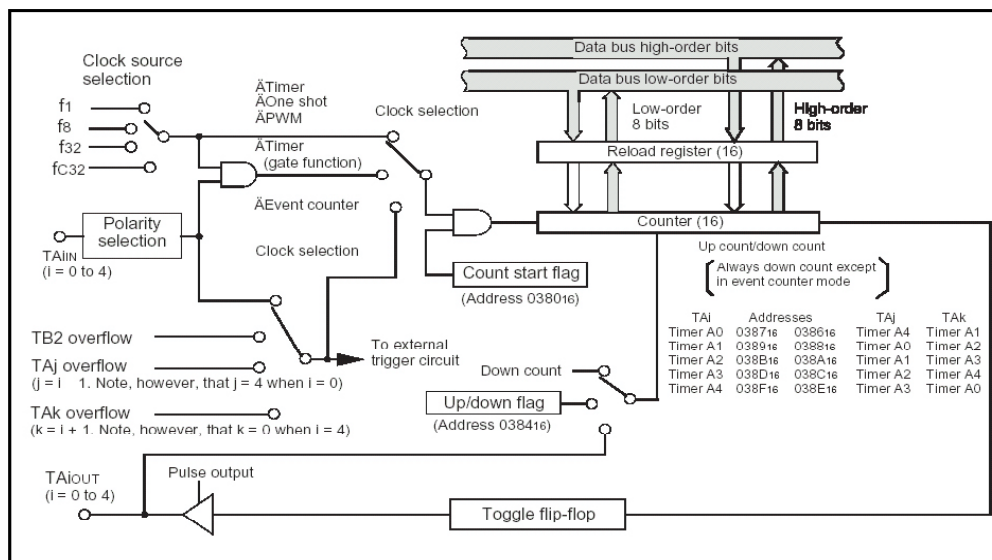 Data bus high-order bits
Data bus low-order bits
Clock source
selection
f1
f8
f32
fC32
ÄTimer
ÄOne shot
ÄPWM
ÄTimer
(gate function)
ÄEvent counter
Clock selection
Low-order
8 bits
High-order
8 bits
Reload register (16)
Counter (16)
Polarity
selection
TAiIN
(i = 0 to 4)
Clock selection
Count start flag
(Address 038016)
Up count/down count
Always down count except
in event counter mode
TAi Addresses TAj TAk
Timer A0 038716 038616 Timer A4 Timer A1
Timer A1 038916 038816 Timer A0 Timer A2
Timer A2 038B16 038A16 Timer A1 Timer A3
Timer A3 038D16 038C16 Timer A2 Timer A4
Timer A4 038F16 038E16 Timer A3 Timer A0
TB2 overflow
TAj overflow
(j = i 1. Note, however, that j = 4 when i = 0)
TAk overflow
(k = i + 1. Note, however, that k = 0 when i = 4)
To external
trigger circuit
Down count
Up/down flag
(Address 038416)
TAiOUT
(i = 0 to 4)
Pulse output
Toggle flip-flop